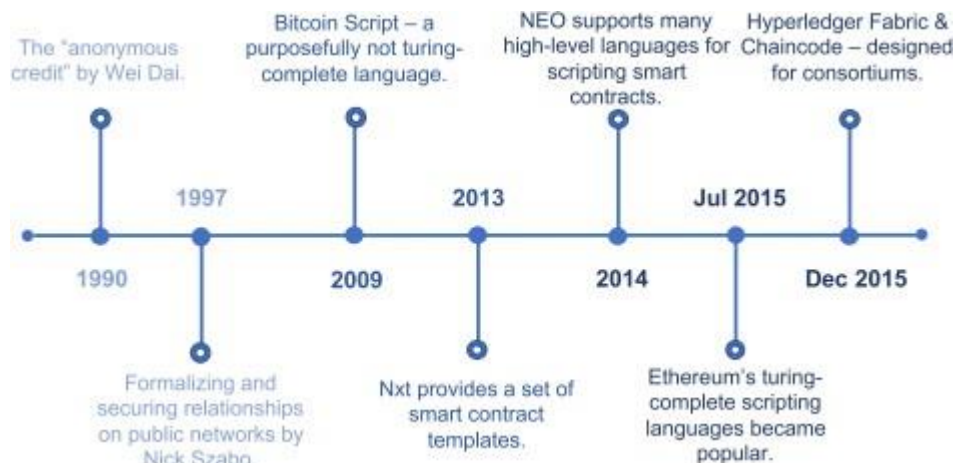 The "anonymous
credit" by Wei Dai.
Bitcoin Script – a
purposefully not turing-
complete language.
NEO supports many
high-level languages for
scripting smart
contracts.
Hyperledger Fabric &
Chaincode – designed
for consortiums.
1997
2013
Jul 2015
1990
2009
2014
Dec 2015
Formalizing and
securing relationships
on public networks by
Nick Szabo.
Nxt provides a set of
smart contract
templates.
Ethereum's turing-
complete scripting
languages became
popular.